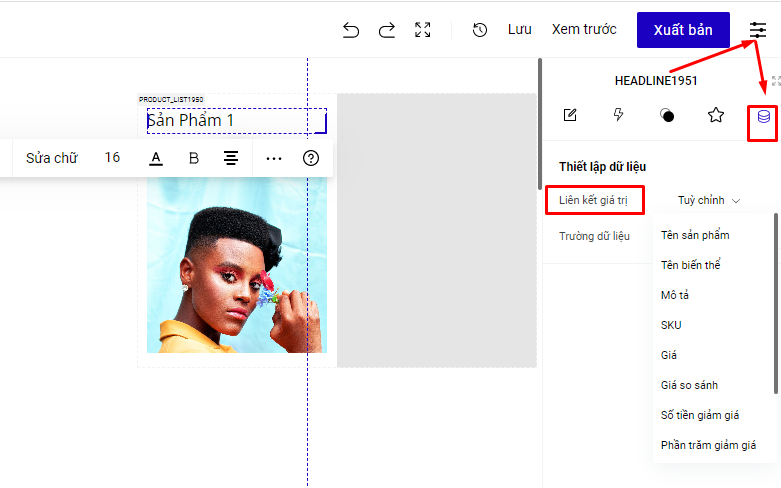 Lưu
Xem trước
Xuất bản
HEADLINE1951
PRODUCT_LIST1950
Sản Phẩm 1
Sửa chữ
16
A
B
Thiết lập dữ liệu
Liên kết giá trị
Tuỳ chỉnh
Trường dữ liệu
Tên sản phẩm
Tên biến thể
Mô tả
SKU
Giá
Giá so sánh
Số tiền giảm giá
Phần trăm giảm giá